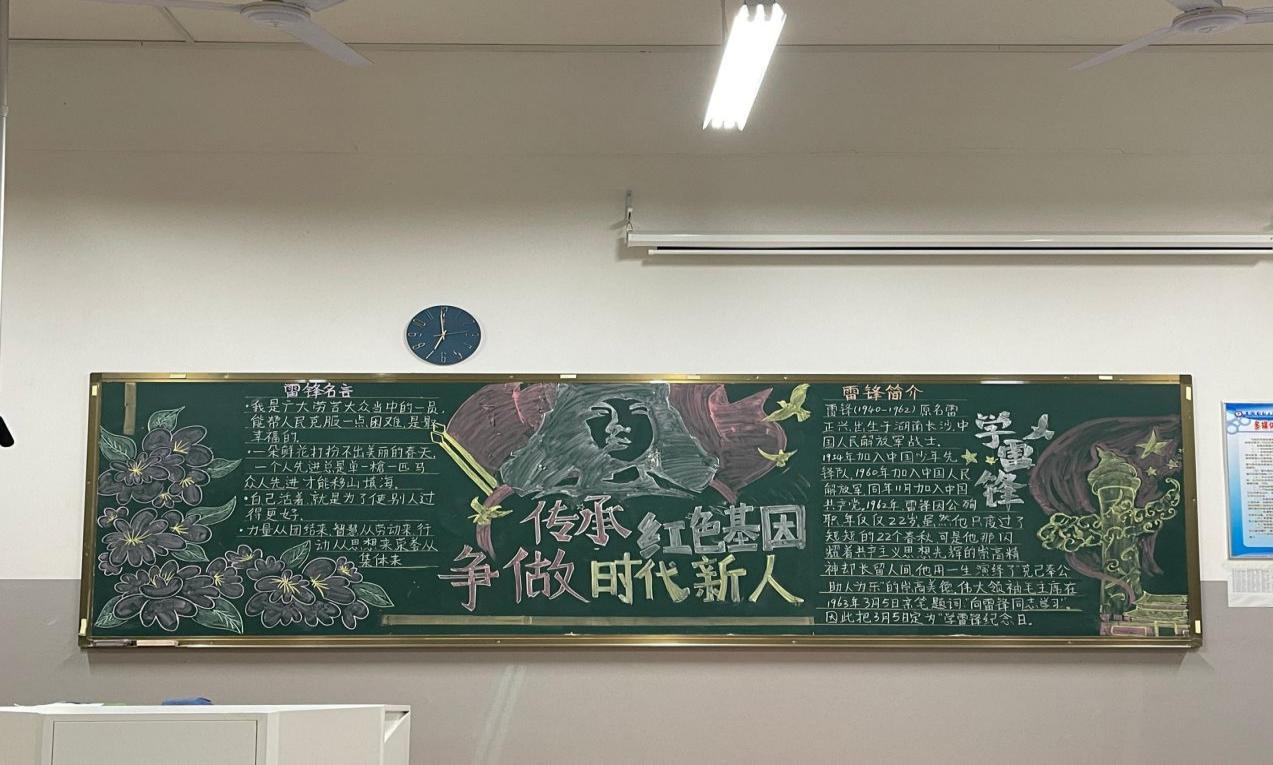 雷锋名言
·我是广大劳苦大众当中的一员,
能帮人民克服一点困难,是最
幸福的.
·一朵鲜花打扮不出美丽的春天,
一个人先进总是单一枪一匹马
众人先进才能移山填海.
·自己活着,就是为了使别人过
得更好.
·力量从团结来,智慧从劳动来,行
动从思想来,荣誉从
集体来
传承红色基因
争做时代新人
雷锋简介
雷锋(1940-1962)原名雷
正兴,出生于湖南长沙,中
国人民解放军战士.
1954年加入中国少年先
锋队,1960年加入中国人民
解放军,同年11月加入中国
共产党.1962年,雷锋因公殉
职,年仅仅22岁,虽然他只度过了
短短的22个春秋,可是他那闪
耀着共产主义思想光辉的崇高精
神却长留人间,他用一生演绎了"克己奉公
助人为乐"的崇高美德,伟大领袖毛主席在
1963年3月5日亲笔题词"向雷锋同志学习".
因此把3月5日定为"学雷锋纪念日.
学雷锋